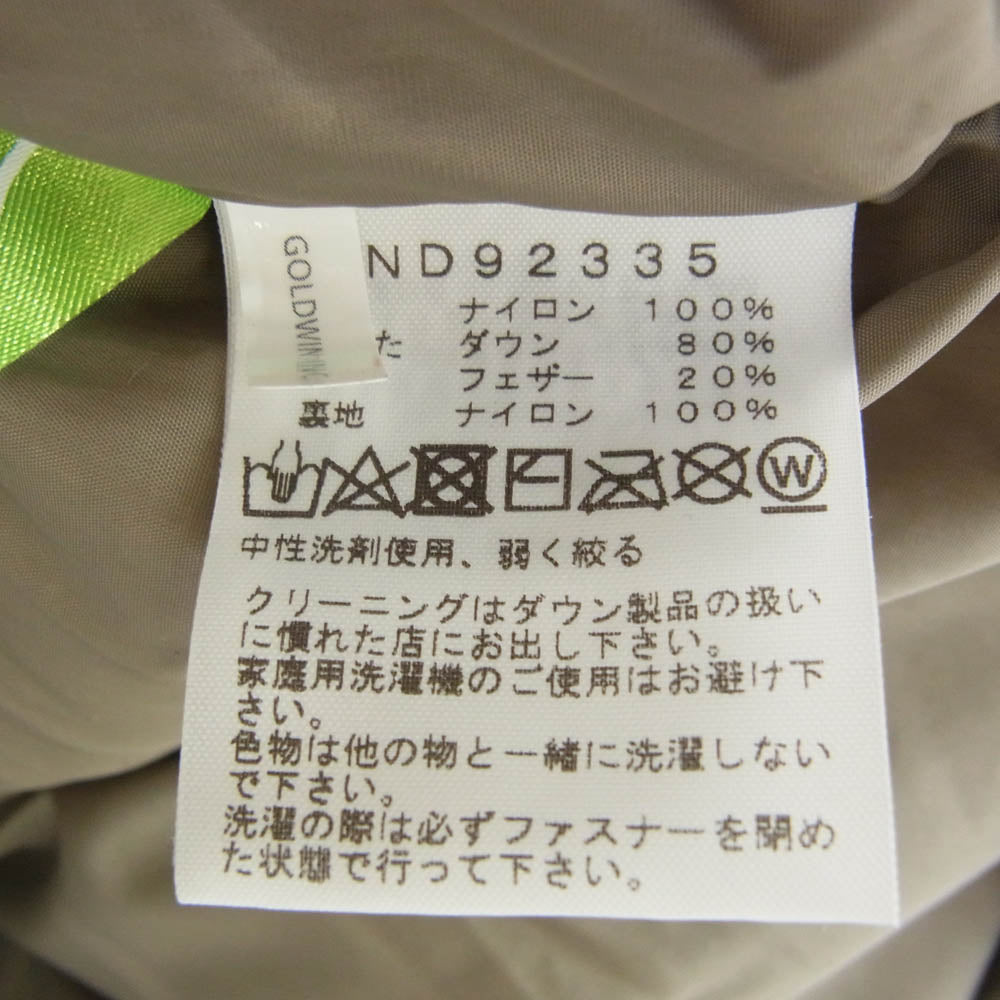 GOLDWIN
ND92335
ナイロン 100%
た ダウン 80%
フェザー 20%
裏地 ナイロン 100%
W
中性洗剤使用、弱く絞る
クリーニングはダウン製品の扱い
に慣れた店にお出し下さい。
家庭用洗濯機のご使用はお避け下
さい。
色物は他の物と一緒に洗濯しない
で下さい。
洗濯の際は必ずファスナーを閉め
た状態で行って下さい。